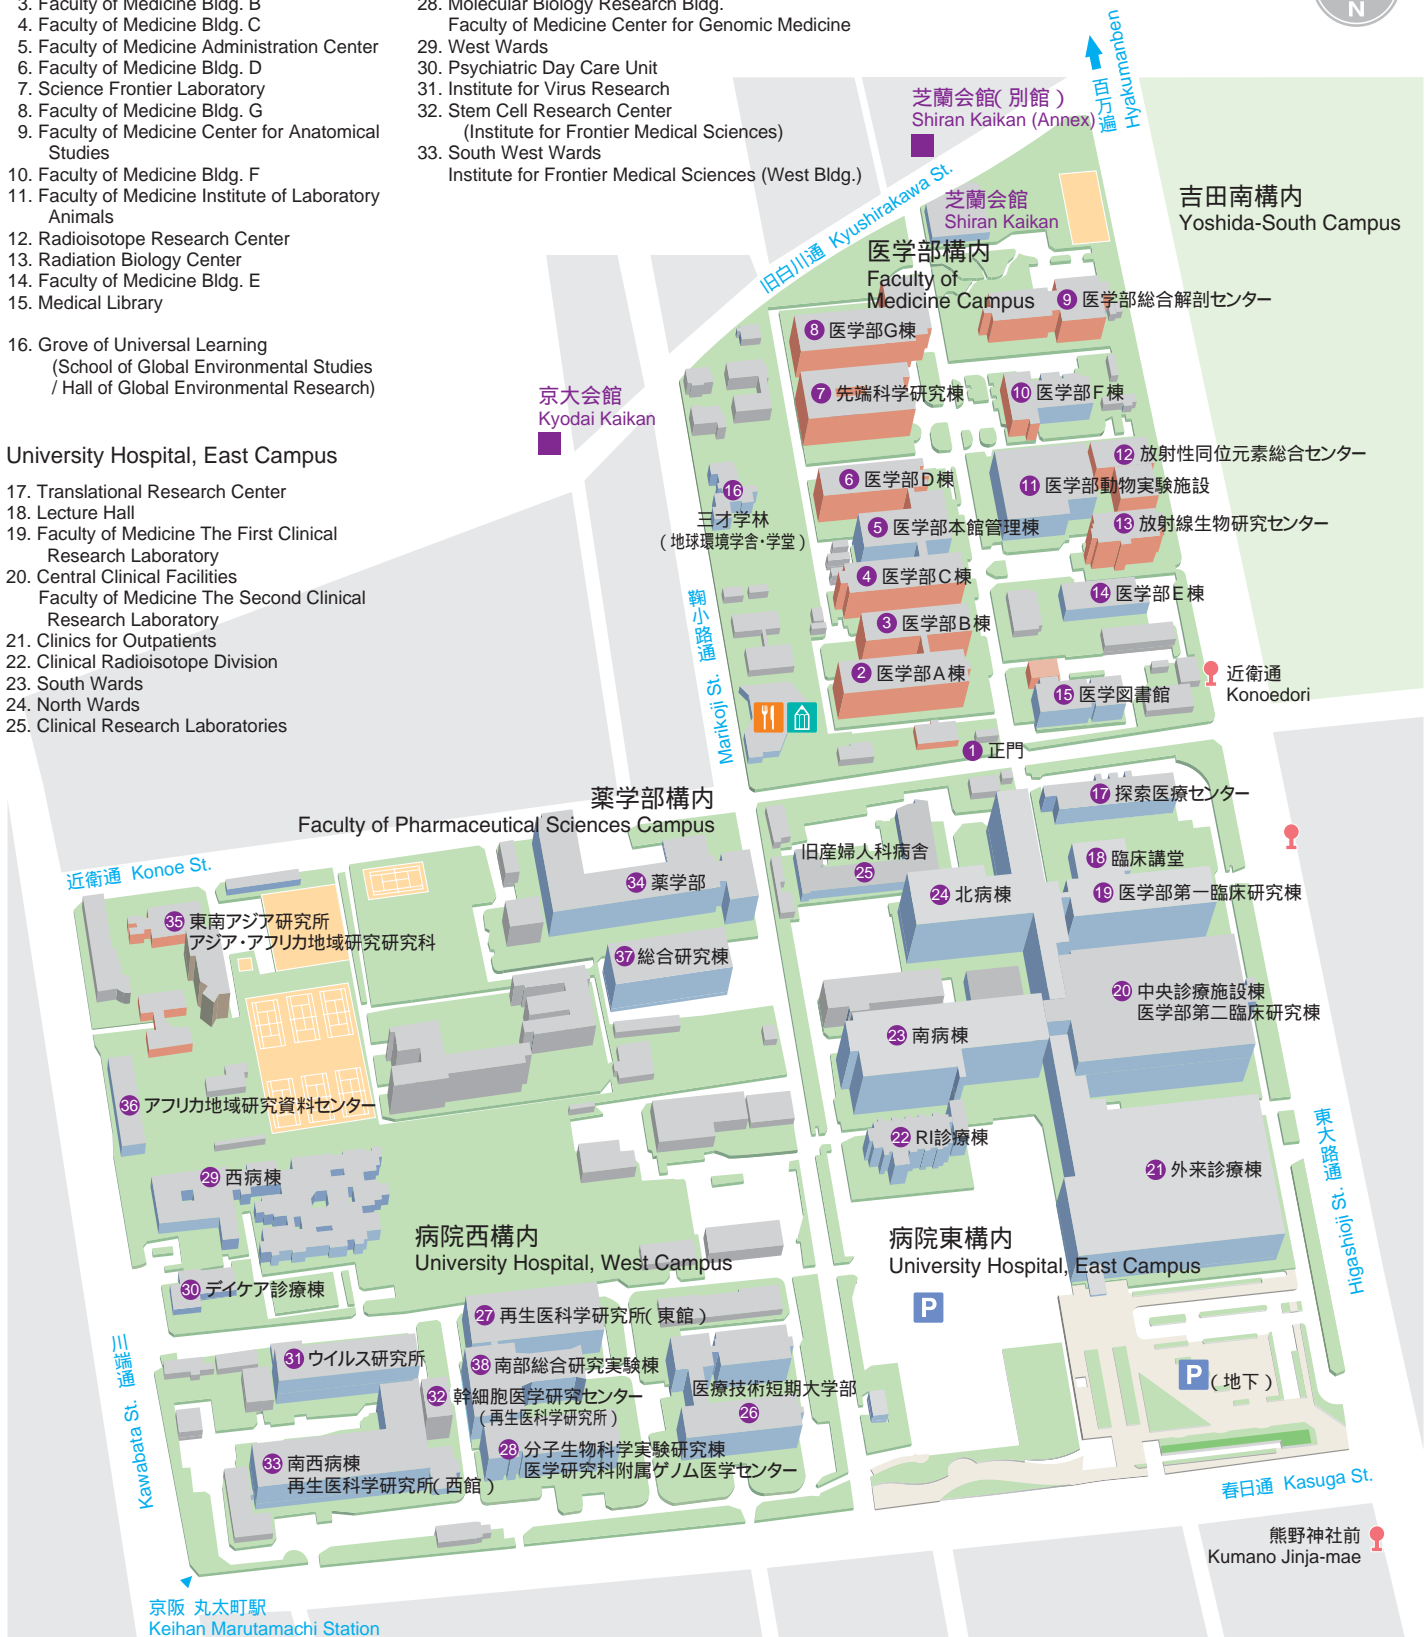 3. Faculty of Medicine Bldg. B
4. Faculty of Medicine Bldg. C
5. Faculty of Medicine Administration Center
6. Faculty of Medicine Bldg. D
7. Science Frontier Laboratory
8. Faculty of Medicine Bldg. G
9. Faculty of Medicine Center for Anatomical
Studies
10. Faculty of Medicine Bldg. F
11. Faculty of Medicine Institute of Laboratory
Animals
12. Radioisotope Research Center
13. Radiation Biology Center
14. Faculty of Medicine Bldg. E
15. Medical Library
16. Grove of Universal Learning
(School of Global Environmental Studies
/ Hall of Global Environmental Research)
University Hospital, East Campus
17. Translational Research Center
18. Lecture Hall
19. Faculty of Medicine The First Clinical
Research Laboratory
20. Central Clinical Facilities
Faculty of Medicine The Second Clinical
Research Laboratory
21. Clinics for Outpatients
22. Clinical Radioisotope Division
23. South Wards
24. North Wards
25. Clinical Research Laboratories
28. Molecular Biology Research Bldg.
Faculty of Medicine Center for Genomic Medicine
29. West Wards
30. Psychiatric Day Care Unit
31. Institute for Virus Research
32. Stem Cell Research Center
(Institute for Frontier Medical Sciences)
33. South West Wards
Institute for Frontier Medical Sciences (West Bldg.)
N
百万遍
Hyakumanben
芝蘭会館(別館)
Shiran Kaikan (Annex)
芝蘭会館
Shiran Kaikan
吉田南構内
Yoshida-South Campus
旧白川通 Kyushirakawa St.
医学部構内
Faculty of
Medicine Campus
9 医学部総合解剖センター
8 医学部G棟
7 先端科学研究棟
10 医学部F棟
京大会館
Kyodai Kaikan
12 放射性同位元素総合センター
6 医学部D棟
11 医学部動物実験施設
16
三才学林
(地球環境学舎・学堂)
5 医学部本館管理棟
13 放射線生物研究センター
4 医学部C棟
14 医学部E棟
3 医学部B棟
2 医学部A棟
15 医学図書館
近衛通
Konoedori
鞠小路通 Marikoji St.
1 正門
薬学部構内
Faculty of Pharmaceutical Sciences Campus
17 探索医療センター
近衛通 Konoe St.
旧産婦人科病舎
25
18 臨床講堂
34 薬学部
24 北病棟
19 医学部第一臨床研究棟
35 東南アジア研究所
アジア・アフリカ地域研究研究科
37 総合研究棟
20 中央診療施設棟
医学部第二臨床研究棟
23 南病棟
36 アフリカ地域研究資料センター
22 RI診療棟
東大路通 Higashioji St.
29 西病棟
21 外来診療棟
病院西構内
University Hospital, West Campus
病院東構内
University Hospital, East Campus
30 デイケア診療棟
P
27 再生医科学研究所(東館)
川端通 Kawabata St.
31 ウイルス研究所
38 南部総合研究実験棟
P (地下)
32 幹細胞医学研究センター
(再生医科学研究所)
医療技術短期大学部
26
28 分子生物科学実験研究棟
医学研究科附属ゲノム医学センター
33 南西病棟
再生医科学研究所(西館)
春日通 Kasuga St.
熊野神社前
Kumano Jinja-mae
京阪 丸太町駅
Keihan Marutamachi Station